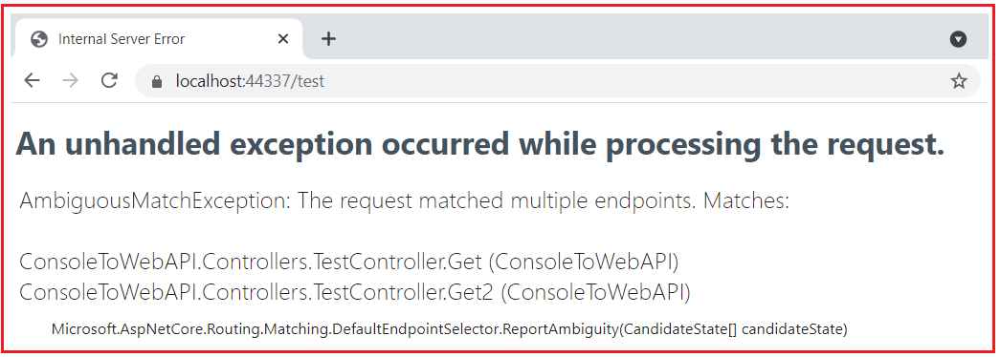 Internal Server Error
localhost:44337/test
An unhandled exception occurred while processing the request.
AmbiguousMatchException: The request matched multiple endpoints. Matches:
ConsoleToWebAPI.Controllers.TestController.Get (ConsoleToWebAPI)
ConsoleToWebAPI.Controllers.TestController.Get2 (ConsoleToWebAPI)
Microsoft.AspNetCore.Routing.Matching.DefaultEndpointSelector.ReportAmbiguity(CandidateState[] candidateState)